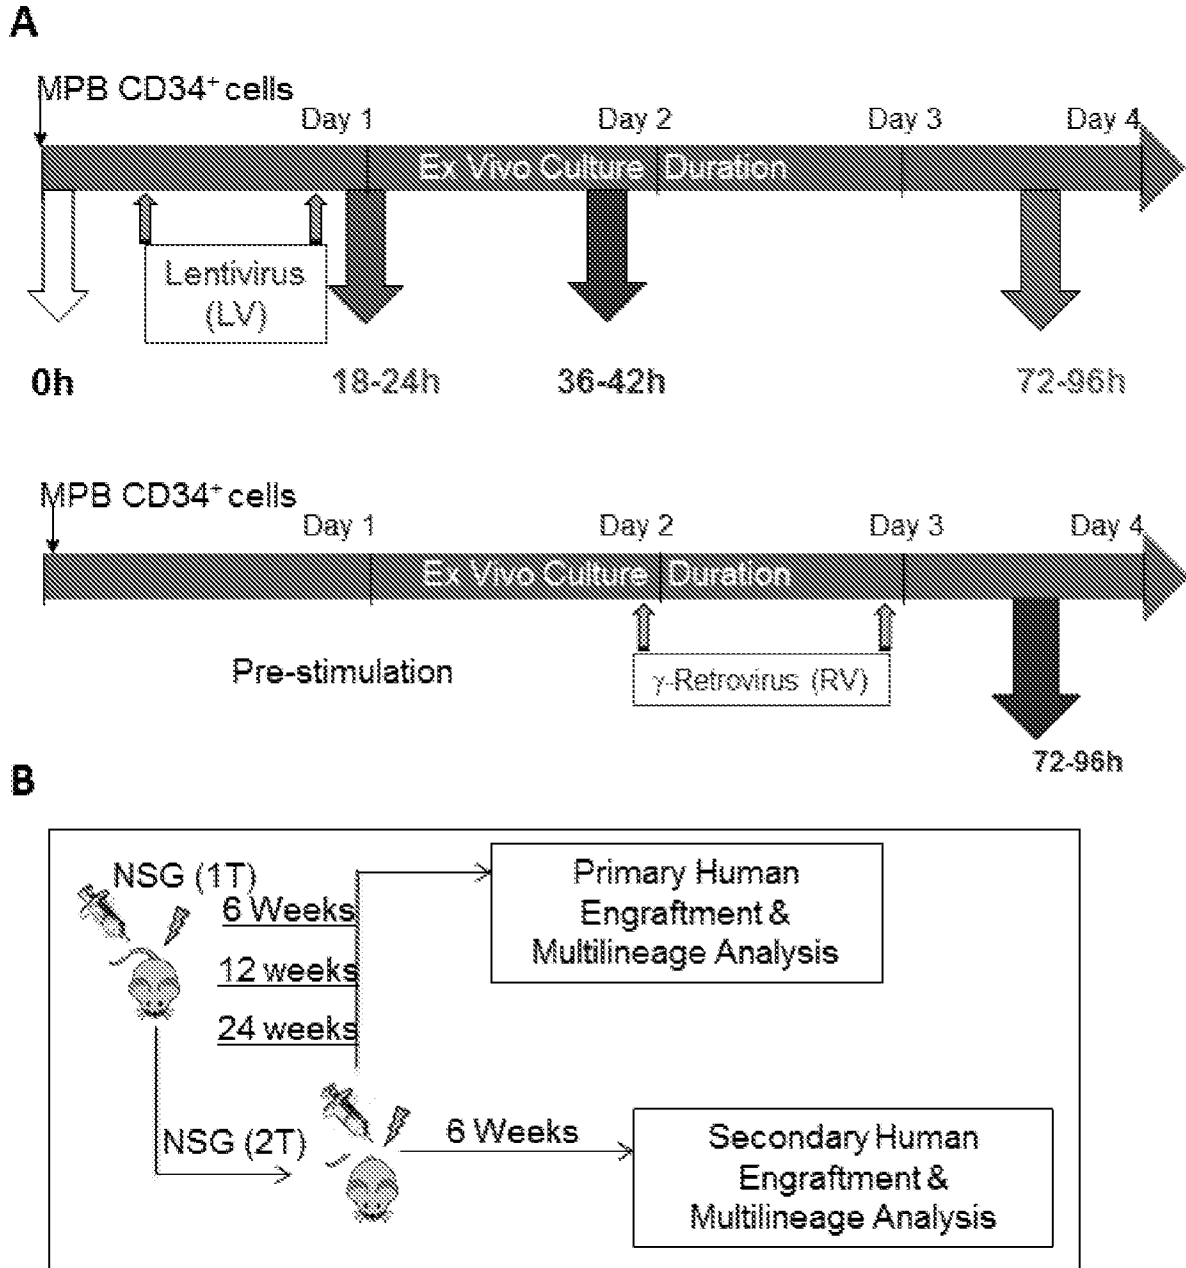 A
MPB CD34⁺ cells
Day 1 Day 2 Day 3 Day 4
Ex Vivo Culture Duration
Lentivirus
(LV)
0h 18-24h 36-42h 72-96h
MPB CD34⁺ cells
Day 1 Day 2 Day 3 Day 4
Ex Vivo Culture Duration
Pre-stimulation
γ-Retrovirus (RV)
72-96h
B
NSG (1T)
6 Weeks
12 weeks
24 weeks
Primary Human
Engraftment &
Multilineage Analysis
NSG (2T)
6 Weeks
Secondary Human
Engraftment &
Multilineage Analysis